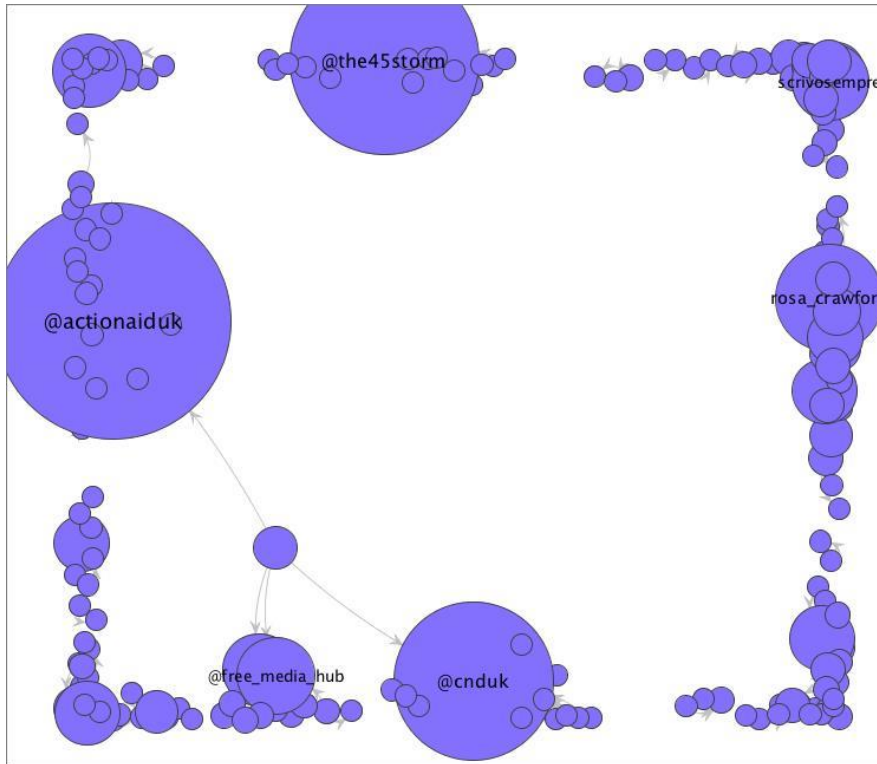 @the45storm
scrivosempre
rosa_crawfor
@actionaiduk
@free_media_hub
@cnduk